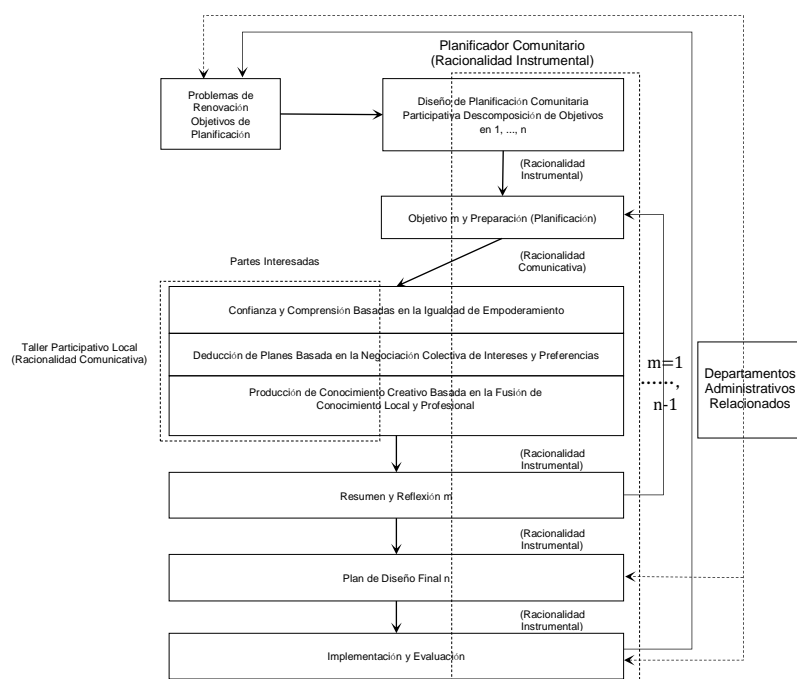 Planificador Comunitario
(Racionalidad Instrumental)
Problemas de
Renovación
Objetivos de
Planificación
Diseño de Planificación Comunitaria
Participativa Descomposición de Objetivos
en 1, ..., n
(Racionalidad
Instrumental)
Objetivo m y Preparación (Planificación)
(Racionalidad
Comunicativa)
Partes Interesadas
Confianza y Comprensión Basadas en la Igualdad de Empoderamiento
Taller Participativo Local
(Racionalidad Comunicativa)
Deducción de Planes Basada en la Negociación Colectiva de Intereses y Preferencias
Producción de Conocimiento Creativo Basada en la Fusión de
Conocimiento Local y Profesional
m=1
......,
n-1
Departamentos
Administrativos
Relacionados
(Racionalidad
Instrumental)
Resumen y Reflexión m
(Racionalidad
Instrumental)
Plan de Diseño Final n
(Racionalidad
Instrumental)
Implementación y Evaluación